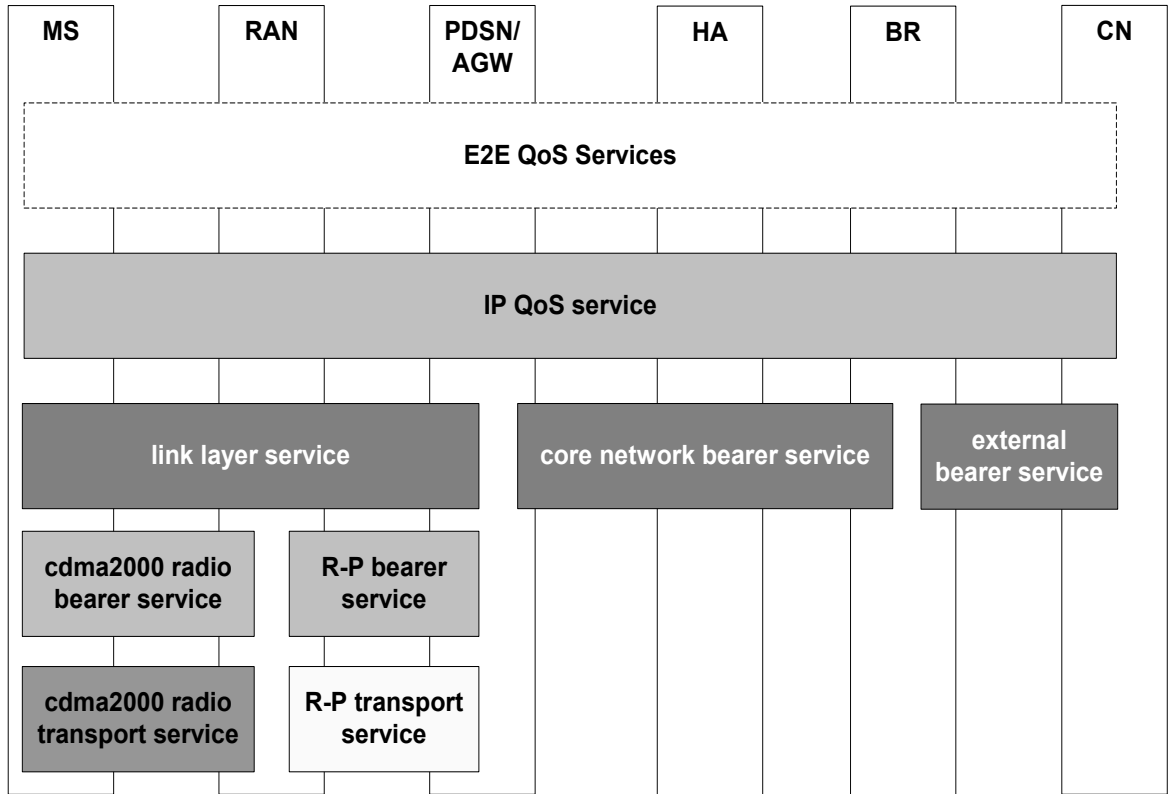 MS
RAN
PDSN/
AGW
HA
BR
CN
E2E QoS Services
IP QoS service
link layer service
core network bearer service
external
bearer service
cdma2000 radio
bearer service
R-P bearer
service
cdma2000 radio
transport service
R-P transport
service